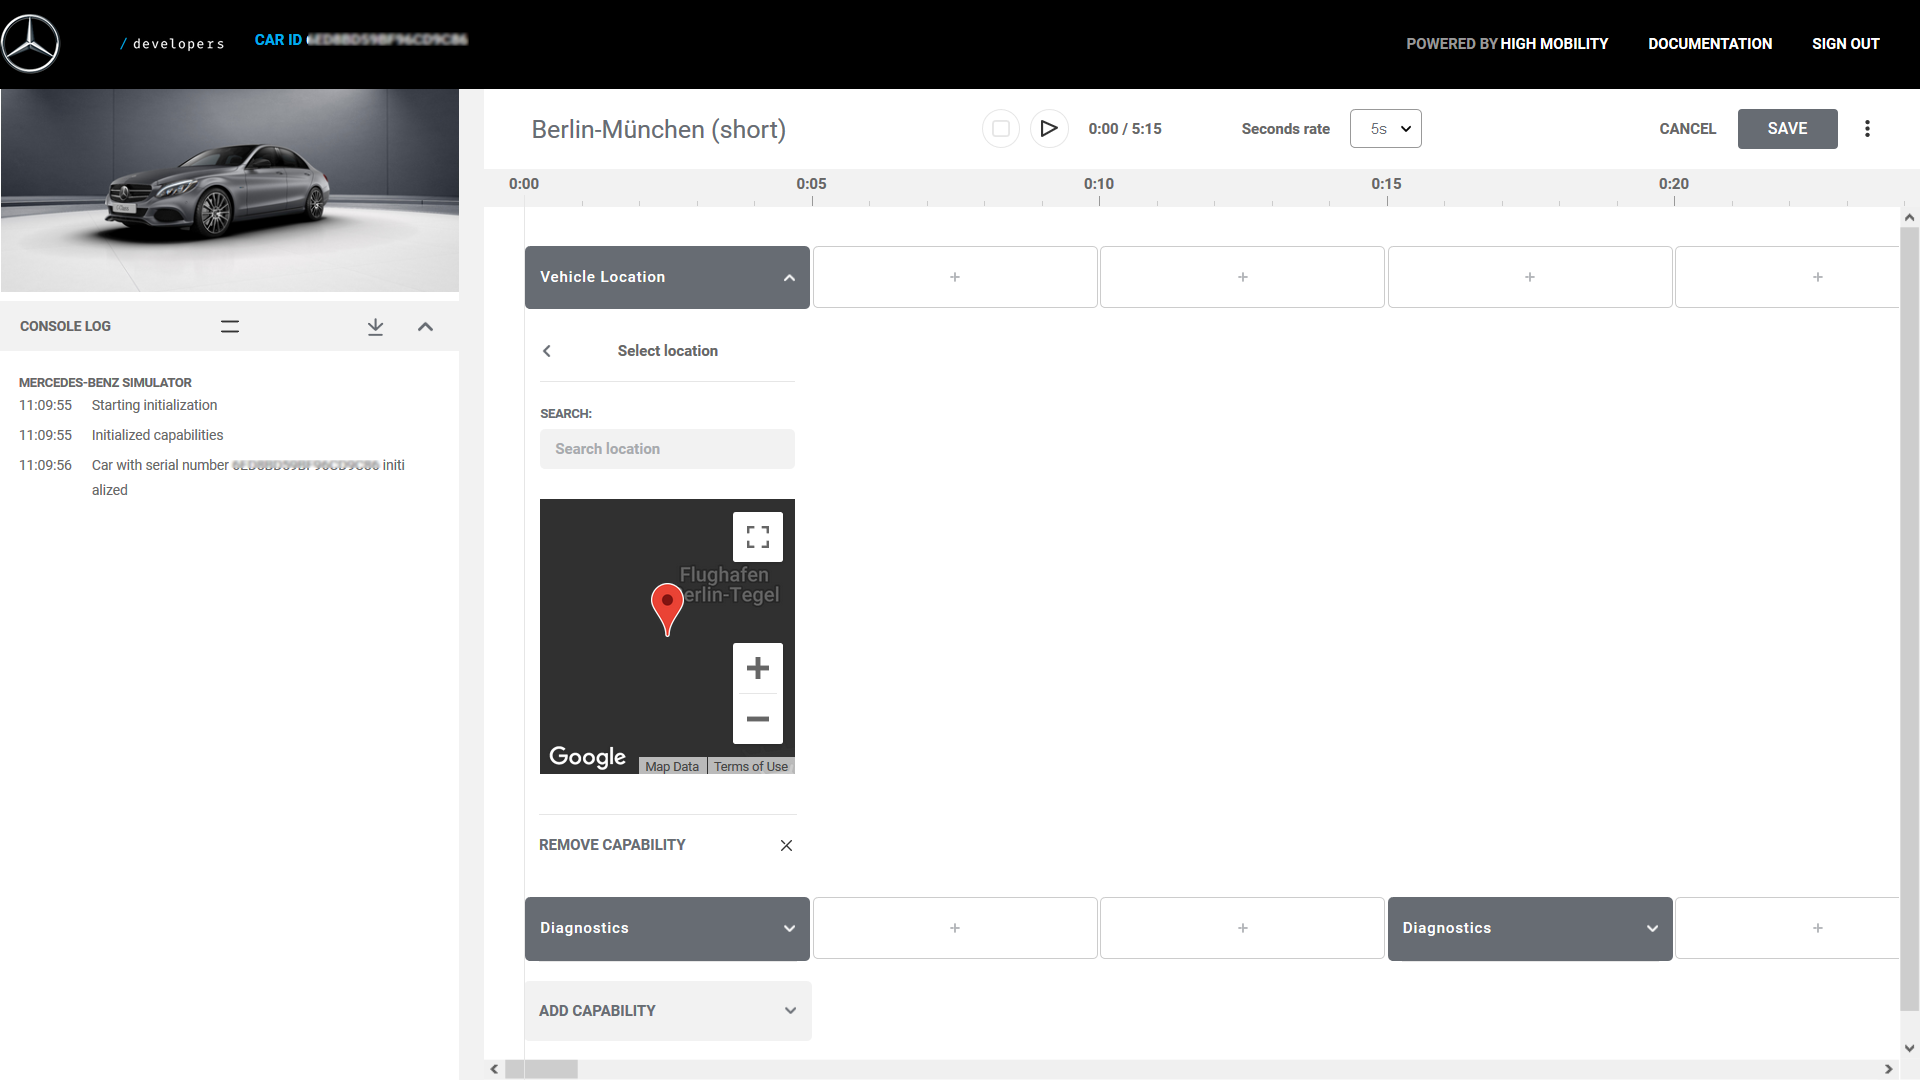 / developers
CAR ID
POWERED BY HIGH MOBILITY
DOCUMENTATION
SIGN OUT
Berlin-München (short)
0:00 / 5:15
Seconds rate
5s
CANCEL
SAVE
0:00
0:05
0:10
0:15
0:20
Vehicle Location
+
+
+
+
CONSOLE LOG
MERCEDES-BENZ SIMULATOR
11:09:55 Starting initialization
11:09:55 Initialized capabilities
11:09:56 Car with serial number initi
alized
Select location
SEARCH:
Search location
Flughafen
erlin-Tegel
Google
Map Data
Terms of Use
REMOVE CAPABILITY
Diagnostics
+
+
Diagnostics
+
ADD CAPABILITY